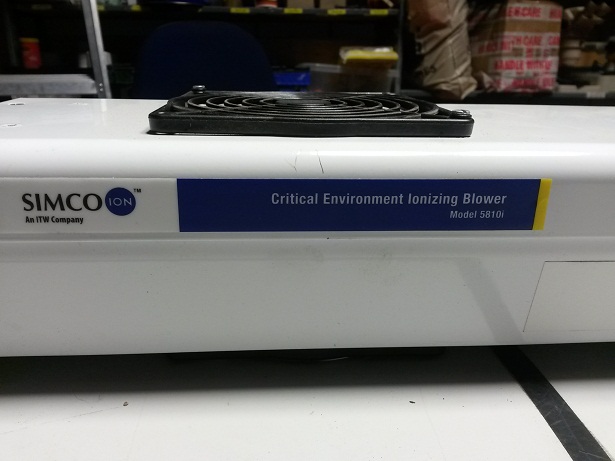 SIMCO ION™
An ITW Company
Critical Environment Ionizing Blower
Model 5810i